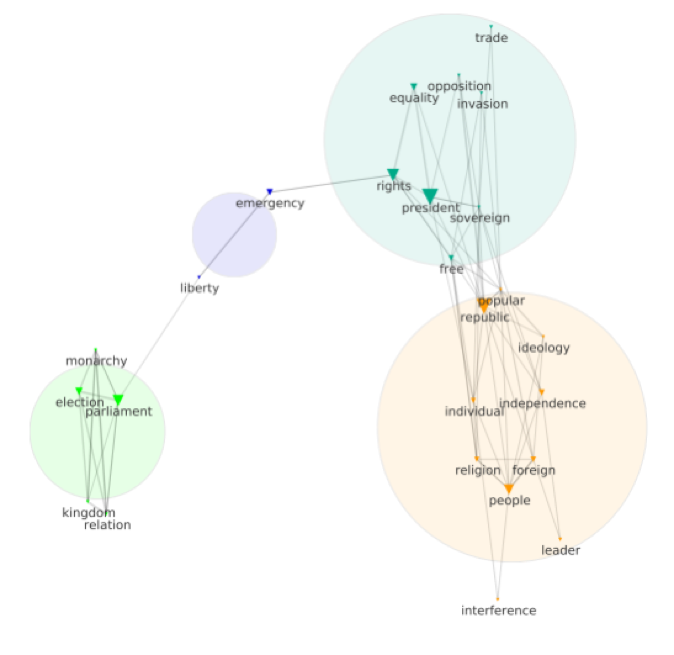 trade
opposition
equality
invasion
rights
emergency
president
sovereign
free
liberty
popular
republic
ideology
monarchy
election
parliament
individual
independence
religion
foreign
people
kingdom
relation
leader
interference